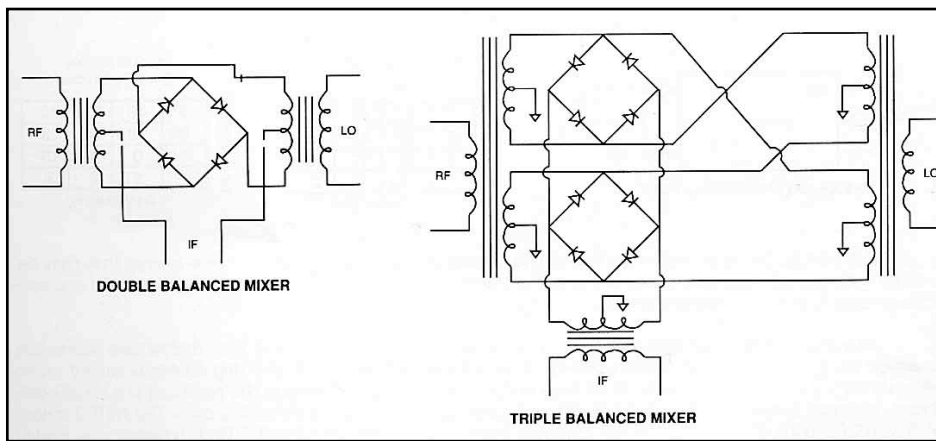 RF
LO
IF
DOUBLE BALANCED MIXER
RF
LO
IF
TRIPLE BALANCED MIXER